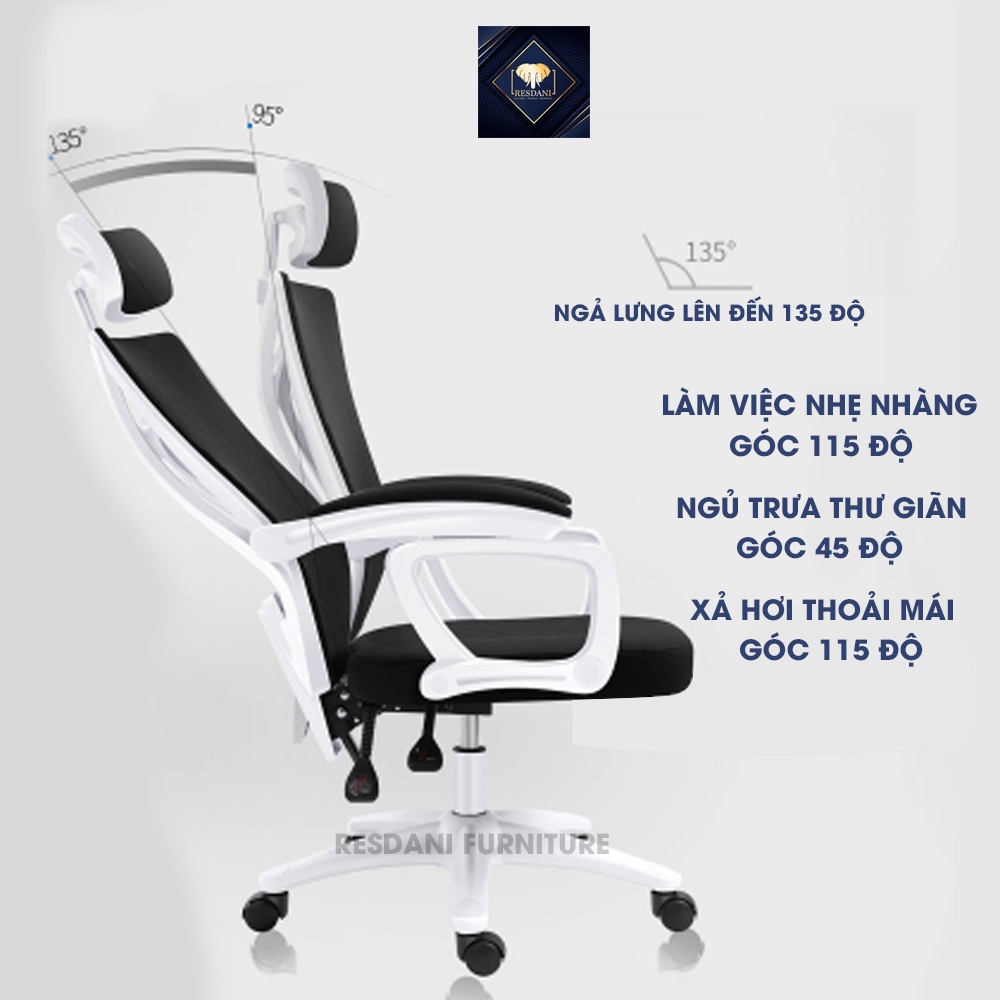 RESDANI
95°
135°
135°
NGẢ LƯNG LÊN ĐẾN 135 ĐỘ
LÀM VIỆC NHẸ NHÀNG
GÓC 115 ĐỘ
NGỦ TRƯA THƯ GIÃN
GÓC 45 ĐỘ
XẢ HƠI THOẢI MÁI
GÓC 115 ĐỘ
RESDANI FURNITURE